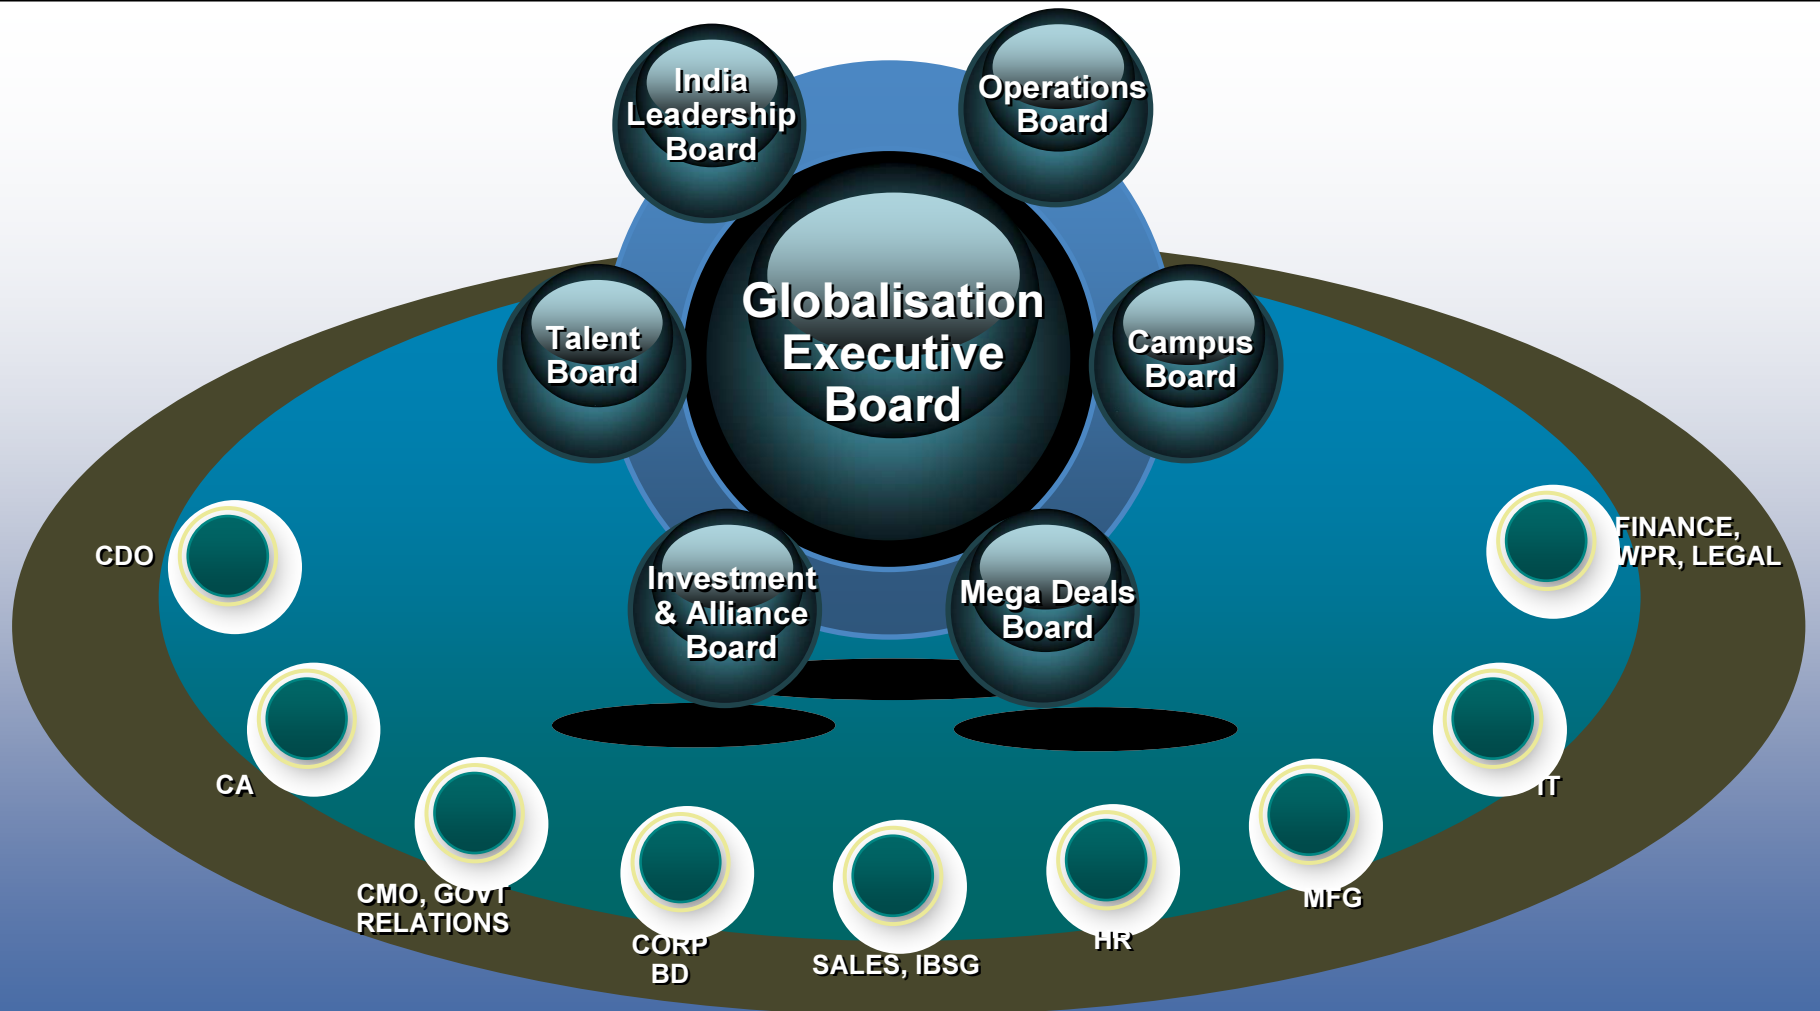 India
Leadership
Board
Operations
Board
Globalisation
Executive
Board
Talent
Board
Campus
Board
Investment
& Alliance
Board
Mega Deals
Board
CDO
FINANCE,
WPR, LEGAL
CA
IT
CMO, GOVT
RELATIONS
MFG
CORP
BD
HR
SALES, IBSG